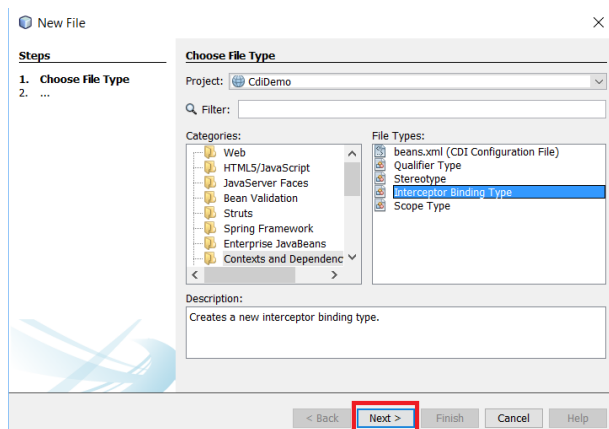 New File
Steps
1. Choose File Type
2. ...
Choose File Type
Project: CdiDemo
Filter:
Categories:
Web
HTML5/JavaScript
JavaServer Faces
Bean Validation
Struts
Spring Framework
Enterprise JavaBeans
Contexts and Dependenc
File Types:
beans.xml (CDI Configuration File)
Qualifier Type
Stereotype
Interceptor Binding Type
Scope Type
Description:
Creates a new interceptor binding type.
< Back Next > Finish Cancel Help